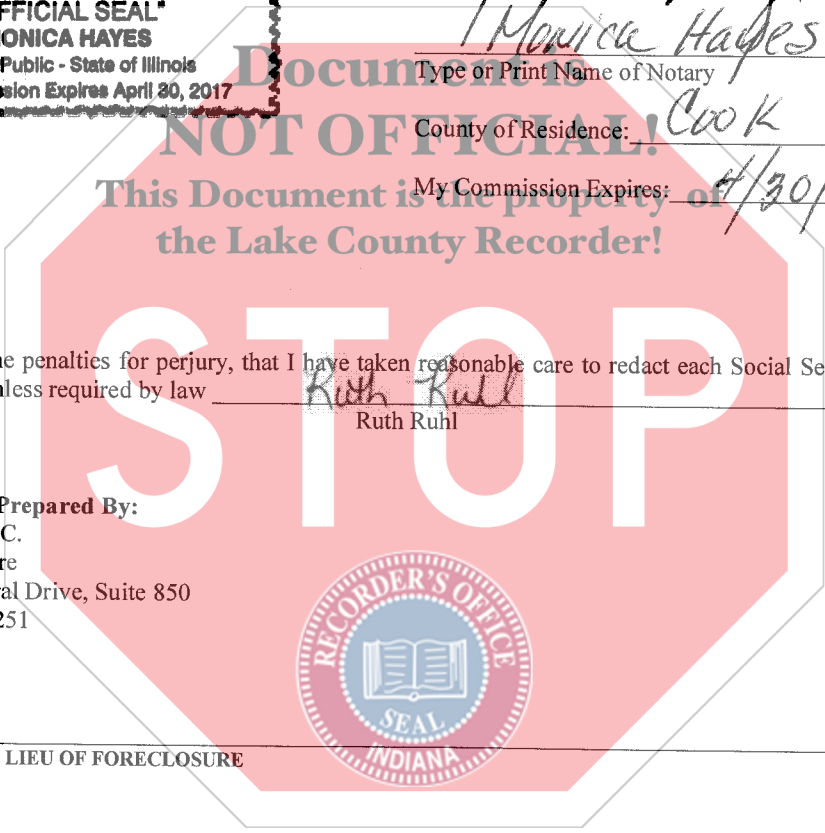 FFICIAL SEAL"
ONICA HAYES
Public - State of Illinois
sion Expires April 30, 2017
Monica Hayes
Type or Print Name of Notary
County of Residence: Cook
My Commission Expires: 4/30/
Document is
NOT OFFICIAL!
This Document is the property of
the Lake County Recorder!
STOP
he penalties for perjury, that I have taken reasonable care to redact each Social Se
nless required by law Ruth Ruhl
Ruth Ruhl
Prepared By:
C.
re
al Drive, Suite 850
251
RECORDER'S OFFICE
SEAL
INDIANA
LIEU OF FORECLOSURE